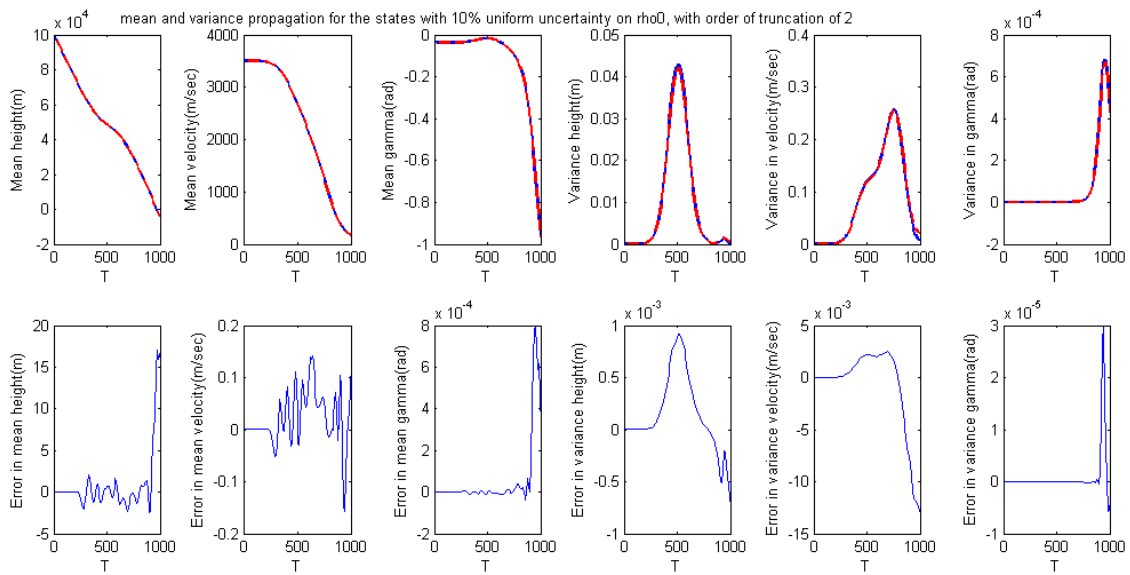 mean and variance propagation for the states with 10% uniform uncertainty on rho0, with order of truncation of 2
x 10^4
10
8
6
4
2
0
-2
0 500 1000
T
Mean height(m)
4000
3000
2000
1000
0
0 500 1000
T
Mean velocity(m/sec)
0
-0.2
-0.4
-0.6
-0.8
-1
0 500 1000
T
Mean gamma(rad)
0.05
0.04
0.03
0.02
0.01
0
0 500 1000
T
Variance height(m)
0.4
0.3
0.2
0.1
0
0 500 1000
T
Variance in velocity(m/sec)
x 10^-4
8
6
4
2
0
-2
0 500 1000
T
Variance in gamma(rad)
20
15
10
5
0
-5
0 500 1000
T
Error in mean height(m)
0.2
0.1
0
-0.1
-0.2
0 500 1000
T
Error in mean velocity(m/sec)
x 10^-4
8
6
4
2
0
-2
0 500 1000
T
Error in mean gamma(rad)
x 10^-3
1
0.5
0
-0.5
-1
0 500 1000
T
Error in variance height(m)
x 10^-3
5
0
-5
-10
-15
0 500 1000
T
Error in variance velocity(m/sec)
x 10^-5
3
2
1
0
-1
0 500 1000
T
Error in variance gamma(rad)